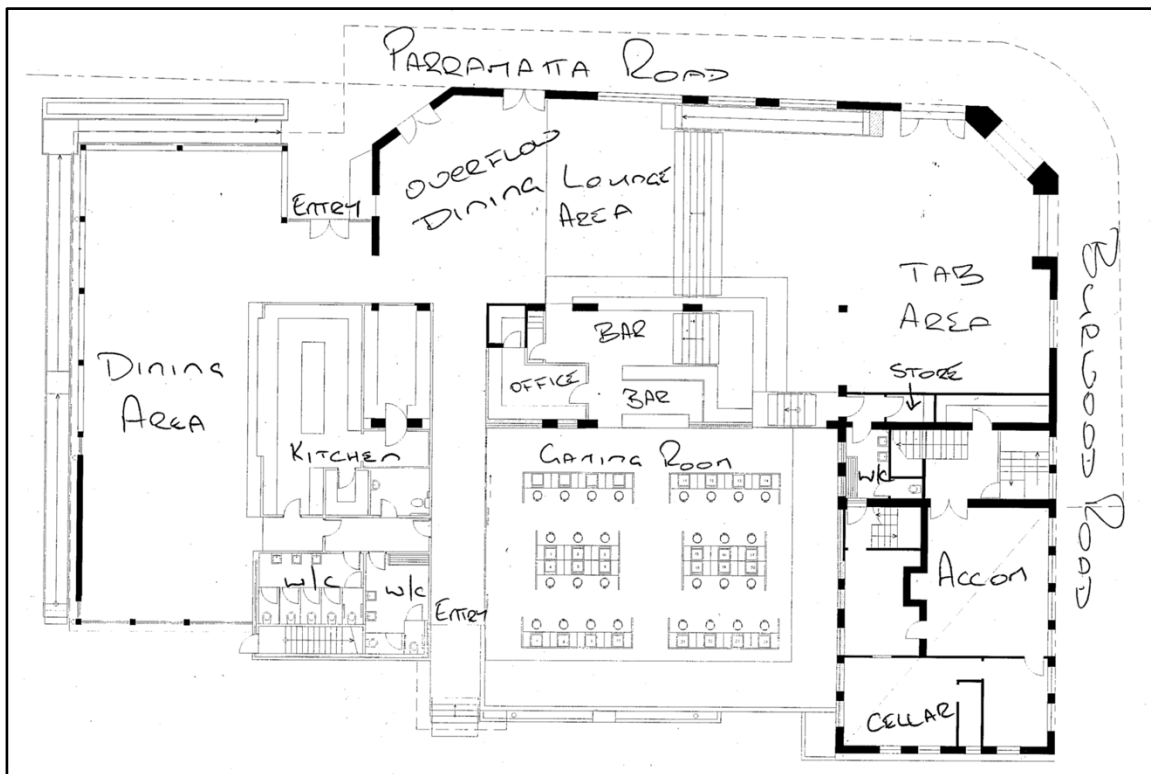 PARRAMATTA ROAD
OVERFLOW
DINING
LOUNGE
AREA
ENTRY
BURWOOD ROAD
TAB
AREA
BAR
STORE
DINING
AREA
OFFICE
BAR
KITCHEN
GAMING ROOM
W/C
W/C
W/C
ENTRY
ACCOM
CELLAR